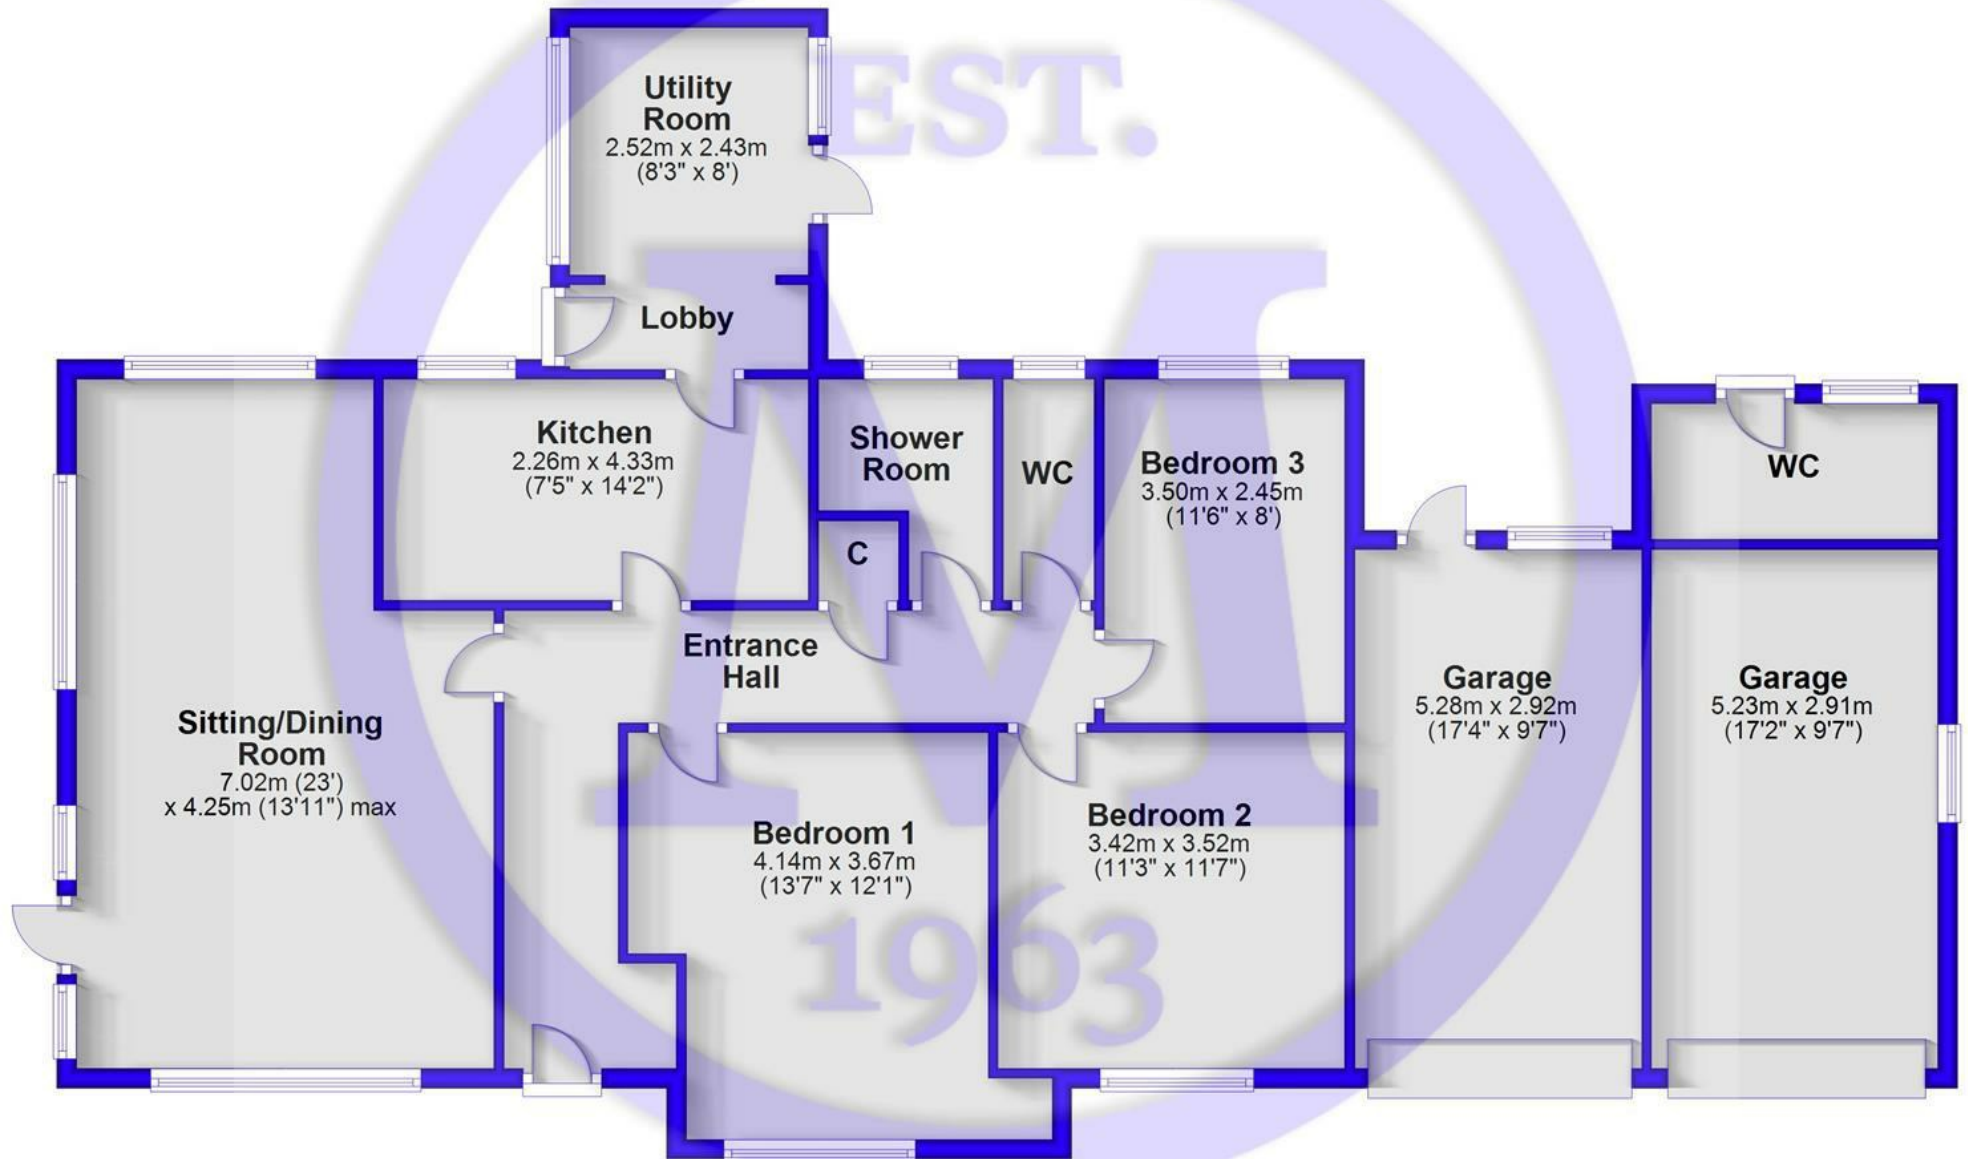 EST.
Utility
Room
2.52m x 2.43m
(8'3" x 8')
Lobby
Kitchen
2.26m x 4.33m
(7'5" x 14'2")
Shower
Room
WC
Bedroom 3
3.50m x 2.45m
(11'6" x 8')
WC
C
Entrance
Hall
Sitting/Dining
Room
7.02m (23')
x 4.25m (13'11") max
Garage
5.28m x 2.92m
(17'4" x 9'7")
Garage
5.23m x 2.91m
(17'2" x 9'7")
Bedroom 1
4.14m x 3.67m
(13'7" x 12'1")
Bedroom 2
3.42m x 3.52m
(11'3" x 11'7")
M
1963